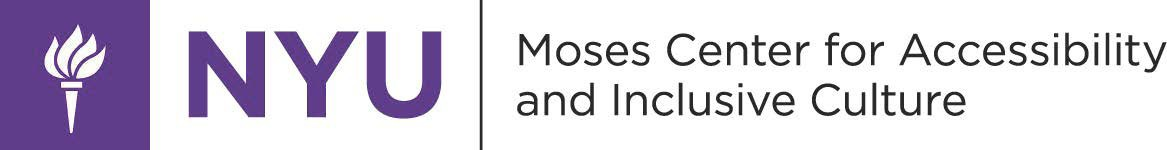 NYU
Moses Center for Accessibility
and Inclusive Culture